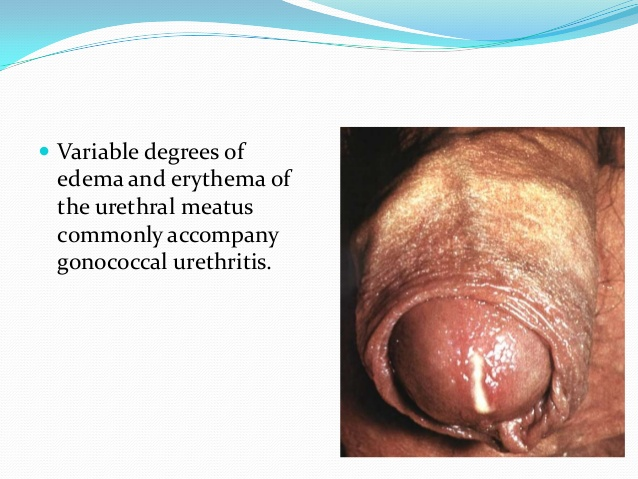 Variable degrees of
edema and erythema of
the urethral meatus
commonly accompany
gonococcal urethritis.